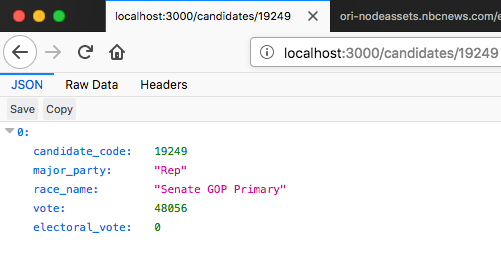 localhost:3000/candidates/19249
ori-nodeassets.nbcnews.com/e
localhost:3000/candidates/19249
JSON Raw Data Headers
Save Copy
0:
candidate_code: 19249
major_party: "Rep"
race_name: "Senate GOP Primary"
vote: 48056
electoral_vote: 0